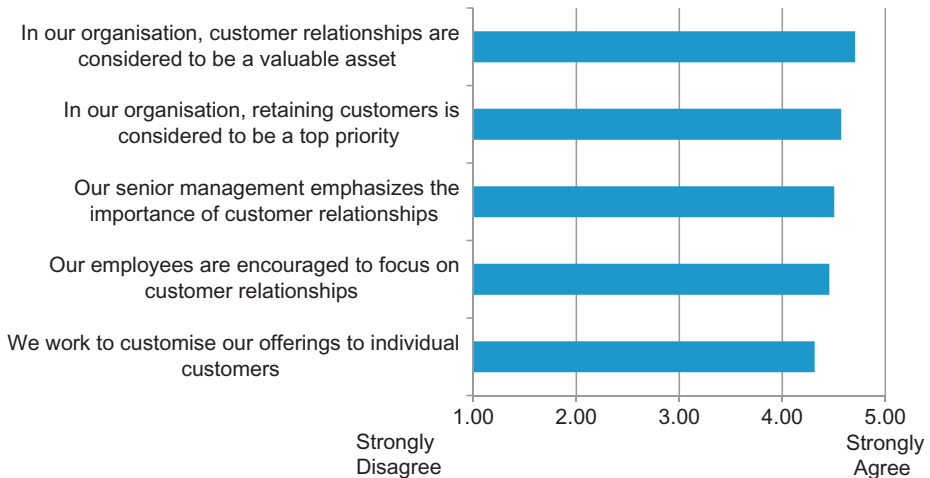 In our organisation, customer relationships are
considered to be a valuable asset
In our organisation, retaining customers is
considered to be a top priority
Our senior management emphasizes the
importance of customer relationships
Our employees are encouraged to focus on
customer relationships
We work to customise our offerings to individual
customers
1.00 2.00 3.00 4.00 5.00
Strongly
Disagree
Strongly
Agree